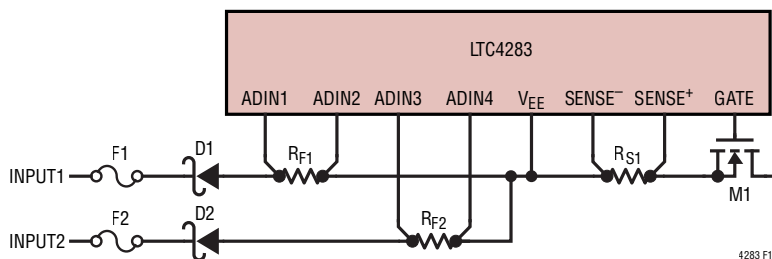 LTC4283
ADIN1 ADIN2 ADIN3 ADIN4 VEE SENSE– SENSE+ GATE
F1 D1 RF1 RS1
INPUT1
M1
F2 D2 RF2
INPUT2
4283 F1